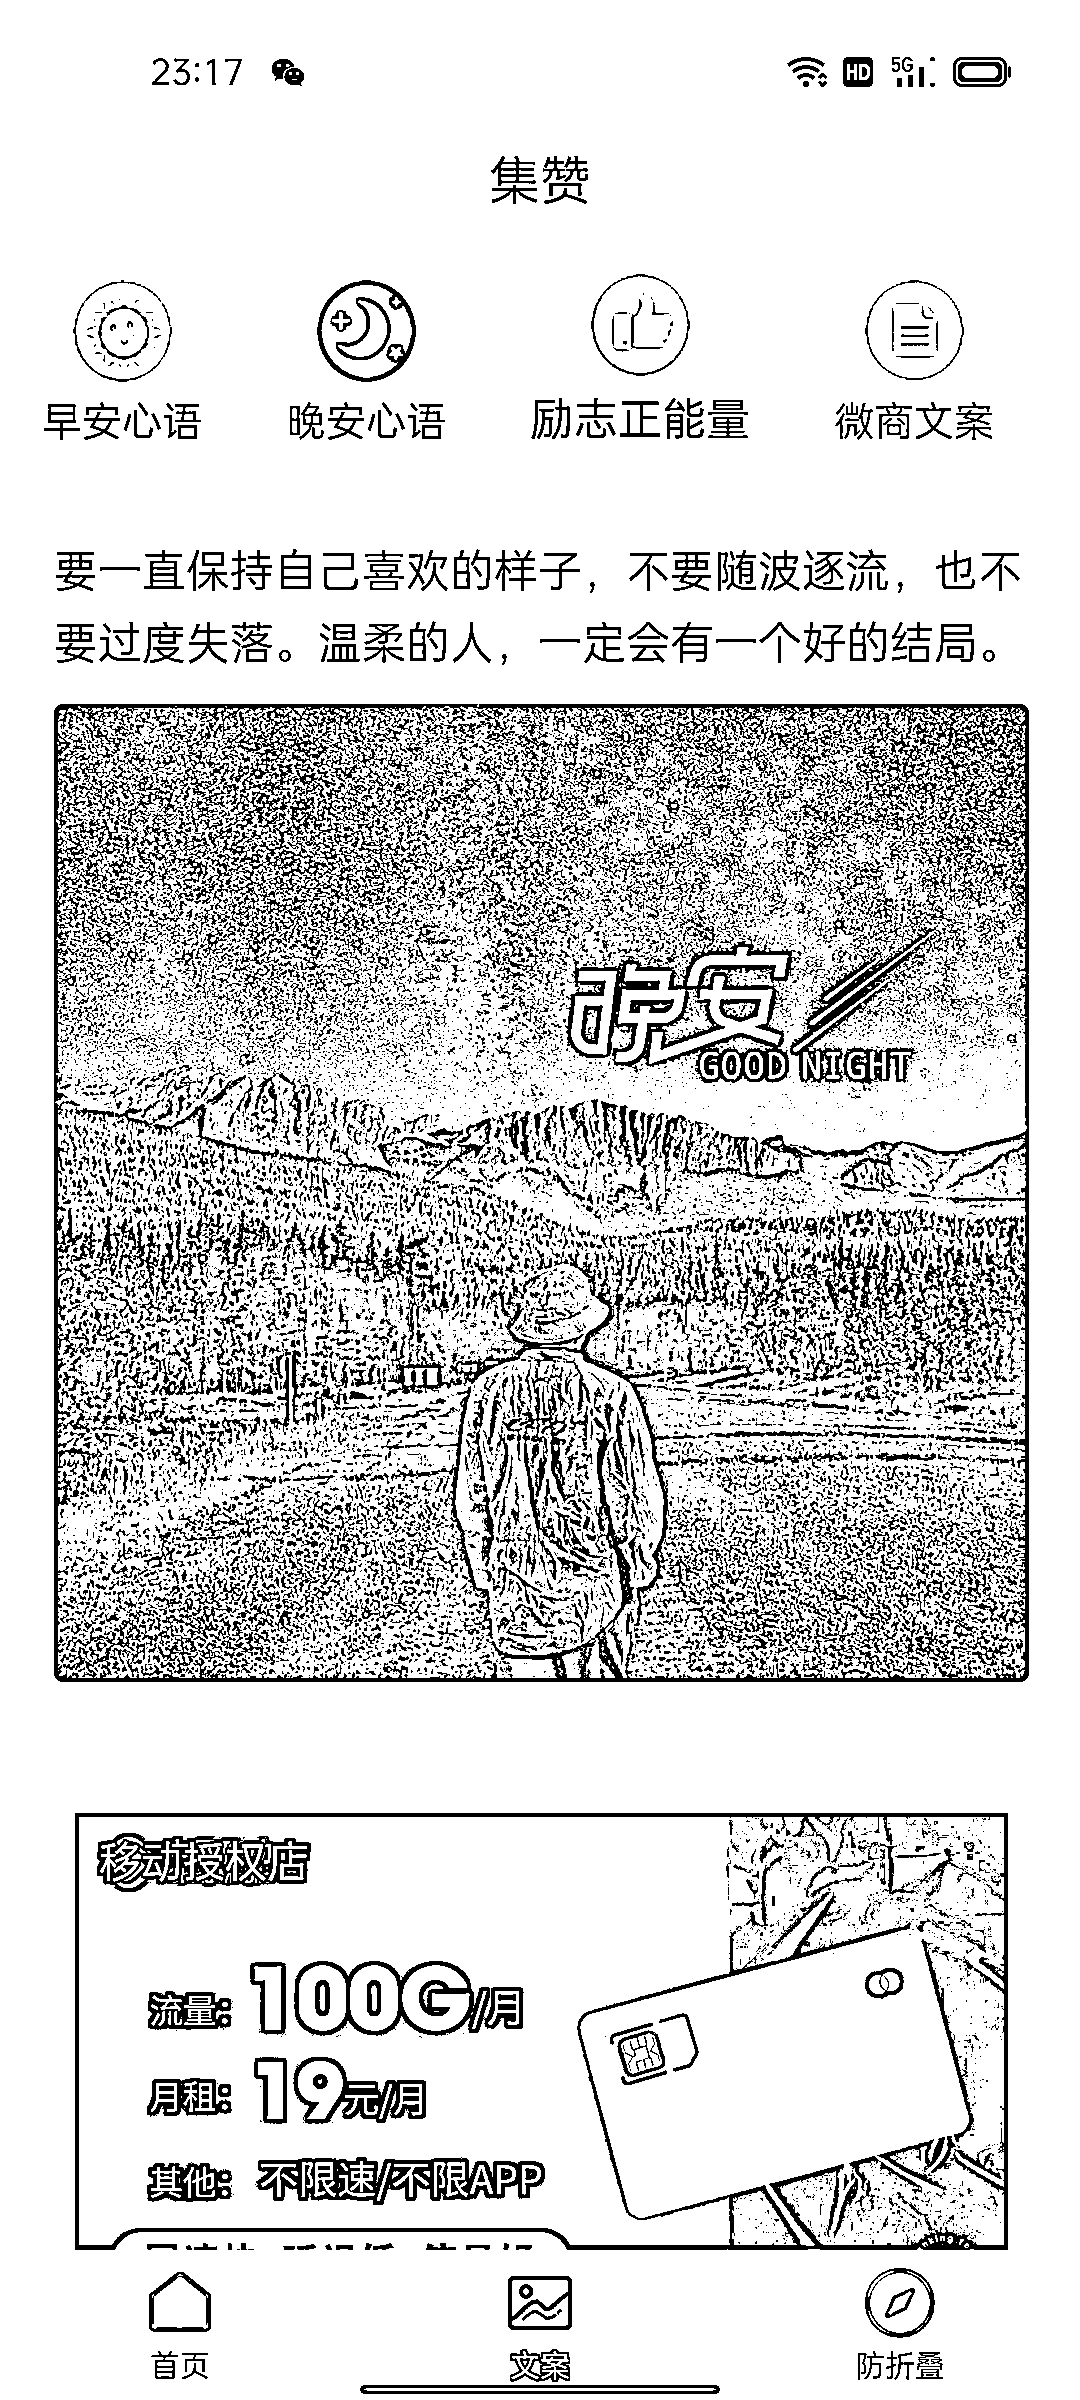 23:17
HD 5G
集赞
早安心语 晚安心语 励志正能量 微商文案
要一直保持自己喜欢的样子，不要随波逐流，也不
要过度失落。温柔的人，一定会有一个好的结局。
晚安
GOOD NIGHT
移动授权店
流量：100G/月
月租：19元/月
其他：不限速/不限APP
首页 文案 防折叠